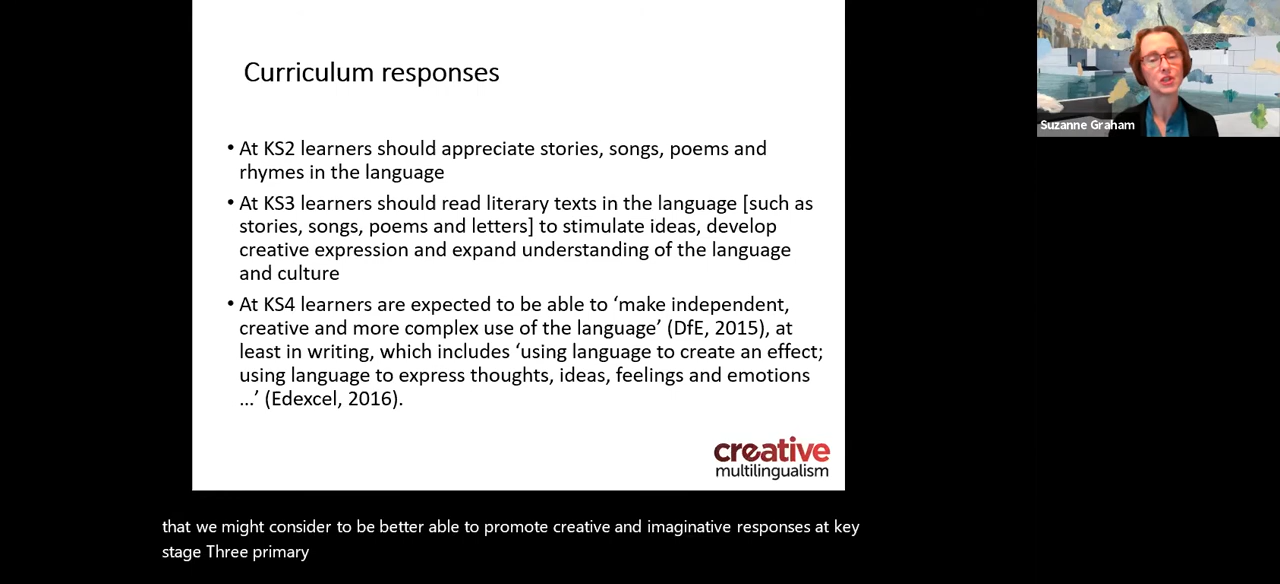 Curriculum responses
• At KS2 learners should appreciate stories, songs, poems and
rhymes in the language
• At KS3 learners should read literary texts in the language [such as
stories, songs, poems and letters] to stimulate ideas, develop
creative expression and expand understanding of the language
and culture
• At KS4 learners are expected to be able to ‘make independent,
creative and more complex use of the language’ (DfE, 2015), at
least in writing, which includes ‘using language to create an effect;
using language to express thoughts, ideas, feelings and emotions
…’ (Edexcel, 2016).
creative
multilingualism
Suzanne Graham
that we might consider to be better able to promote creative and imaginative responses at key
stage Three primary